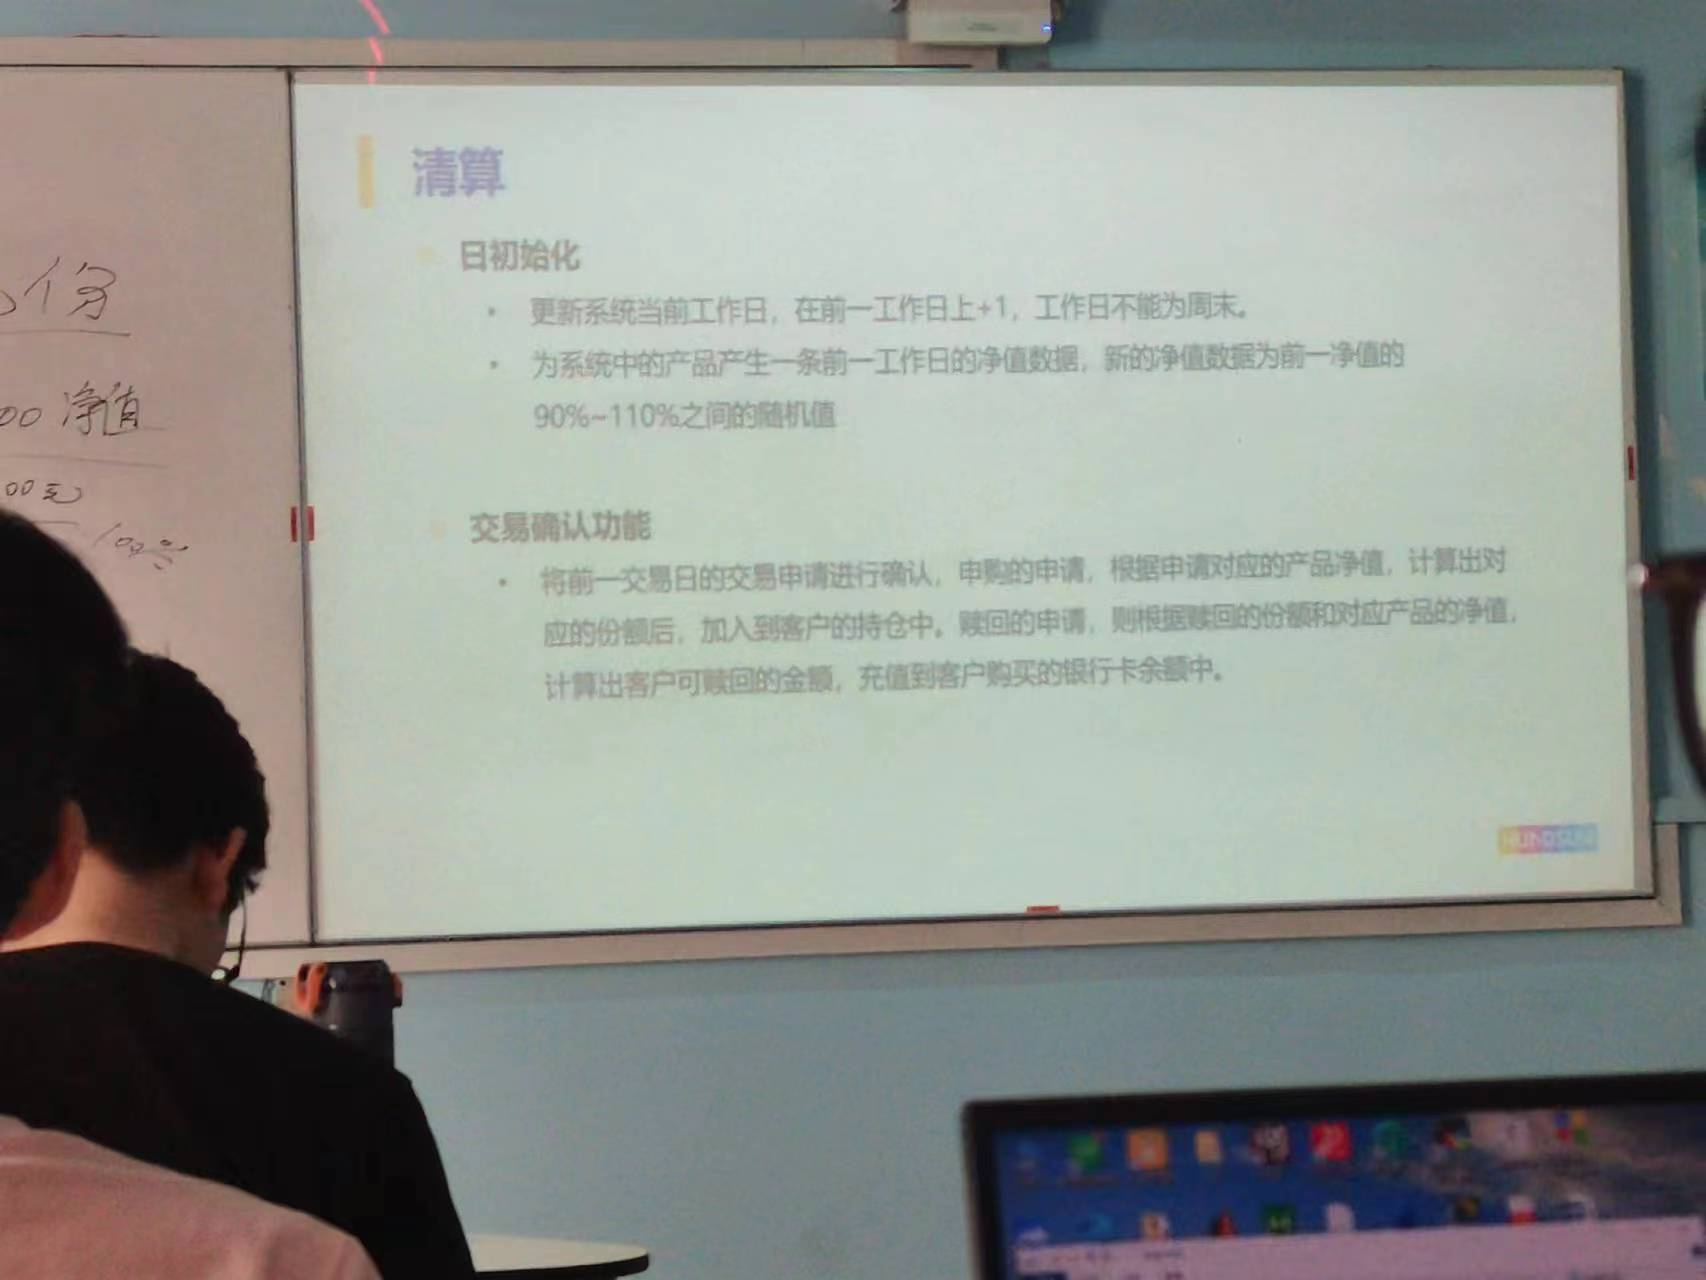 清算
日初始化
更新系统当前工作日，在前一工作日上+1，工作日不能为周末。
为系统中的产品产生一条前一工作日的净值数据，新的净值数据为前一净值的
90%~110%之间的随机值
交易确认功能
将前一交易日的交易申请进行确认，申购的申请，根据申请对应的产品净值，计算出对
应的份额后，加入到客户的持仓中。赎回的申请，则根据赎回的份额和对应产品的净值，
计算出客户可赎回的金额，充值到客户购买的银行卡余额中。
HUNDSUN
份
00 净值
00元